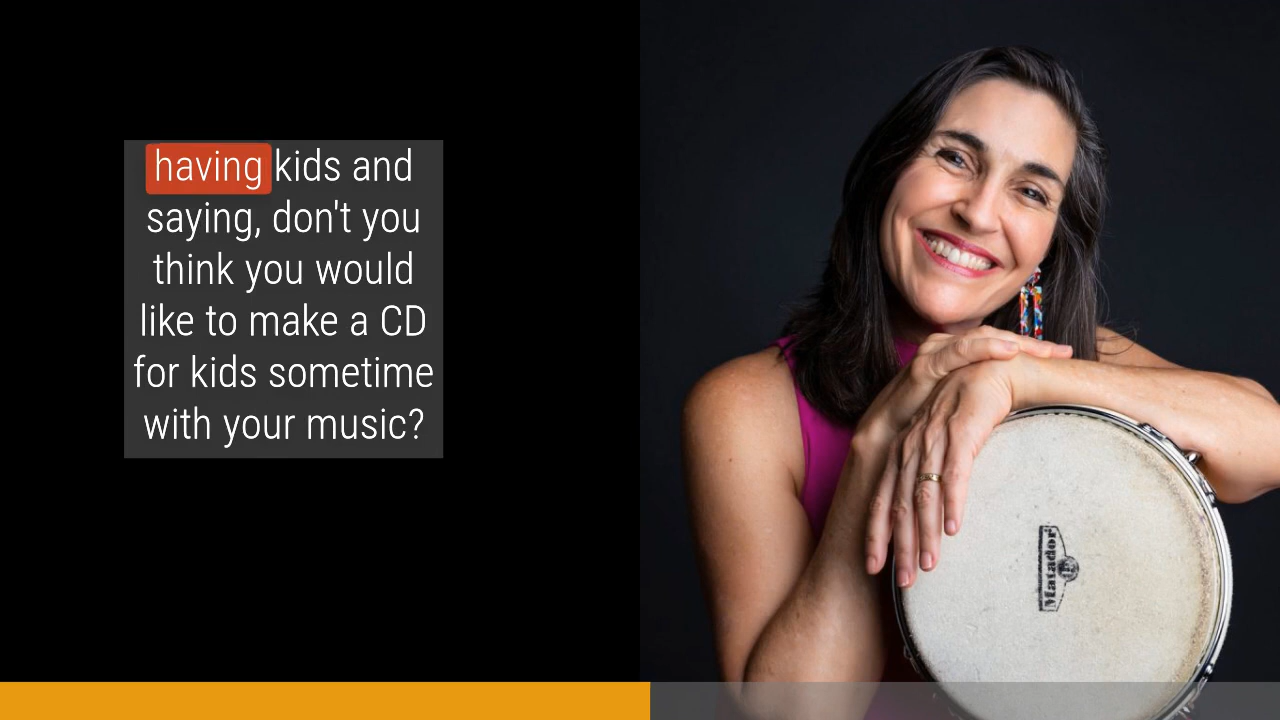 having kids and
saying, don't you
think you would
like to make a CD
for kids sometime
with your music?
Matador